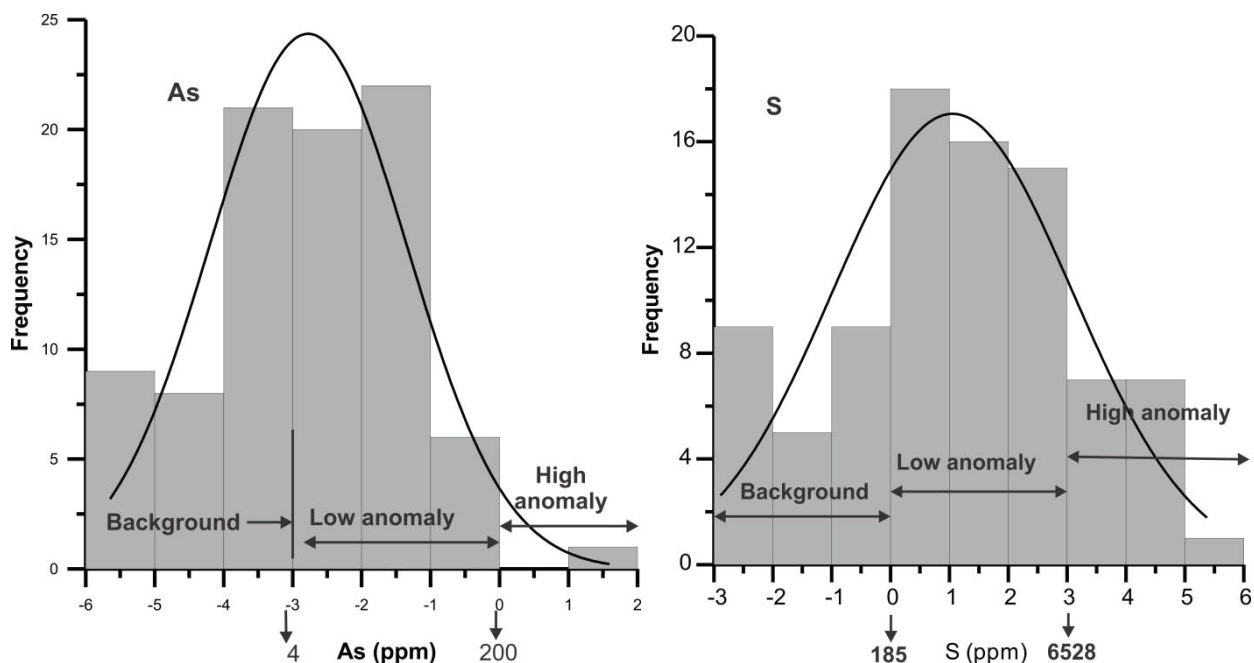 As
Frequency
25
20
15
10
5
0
High
anomaly
Background
Low anomaly
-6 -5 -4 -3 -2 -1 0 1 2
4 As (ppm) 200
S
Frequency
20
16
12
8
4
0
High anomaly
Low anomaly
Background
-3 -2 -1 0 1 2 3 4 5 6
185 S (ppm) 6528